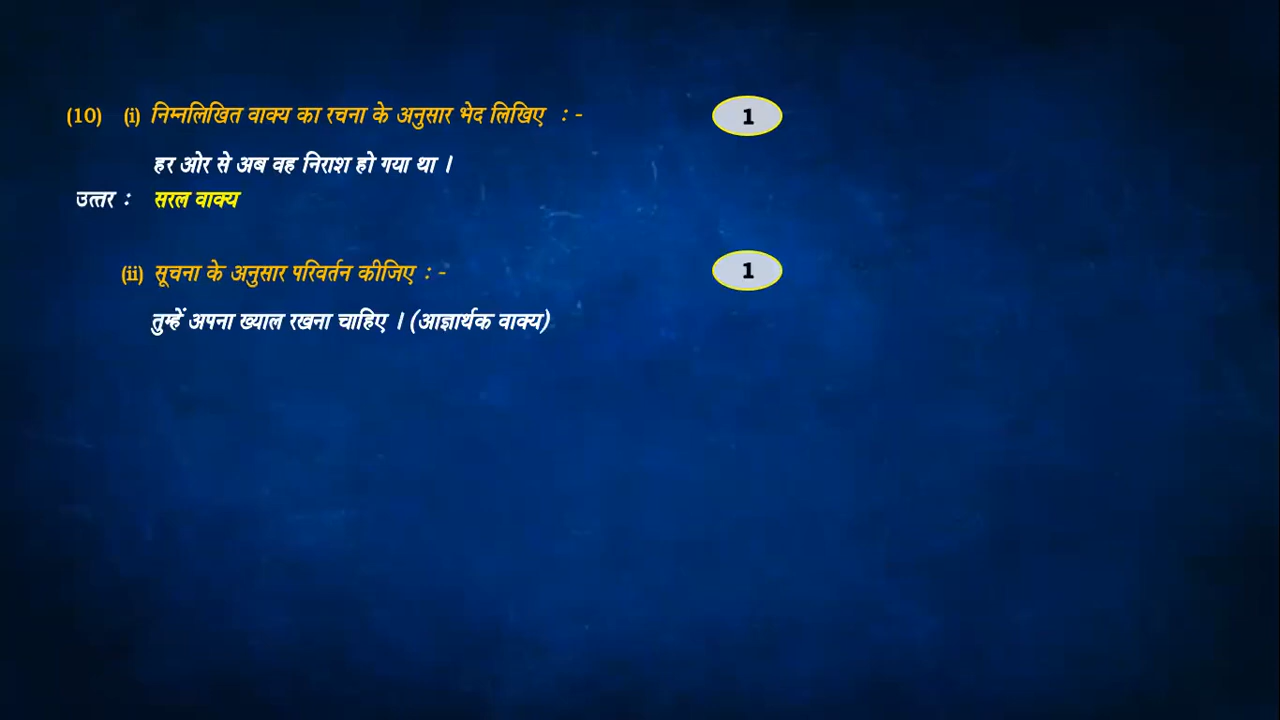 (10) (i) निम्नलिखित वाक्य का रचना के अनुसार भेद लिखिए : - 1
हर ओर से अब वह निराश हो गया था ।
उत्तर : सरल वाक्य
(ii) सूचना के अनुसार परिवर्तन कीजिए : - 1
तुम्हें अपना ख्याल रखना चाहिए । (आज्ञार्थक वाक्य)